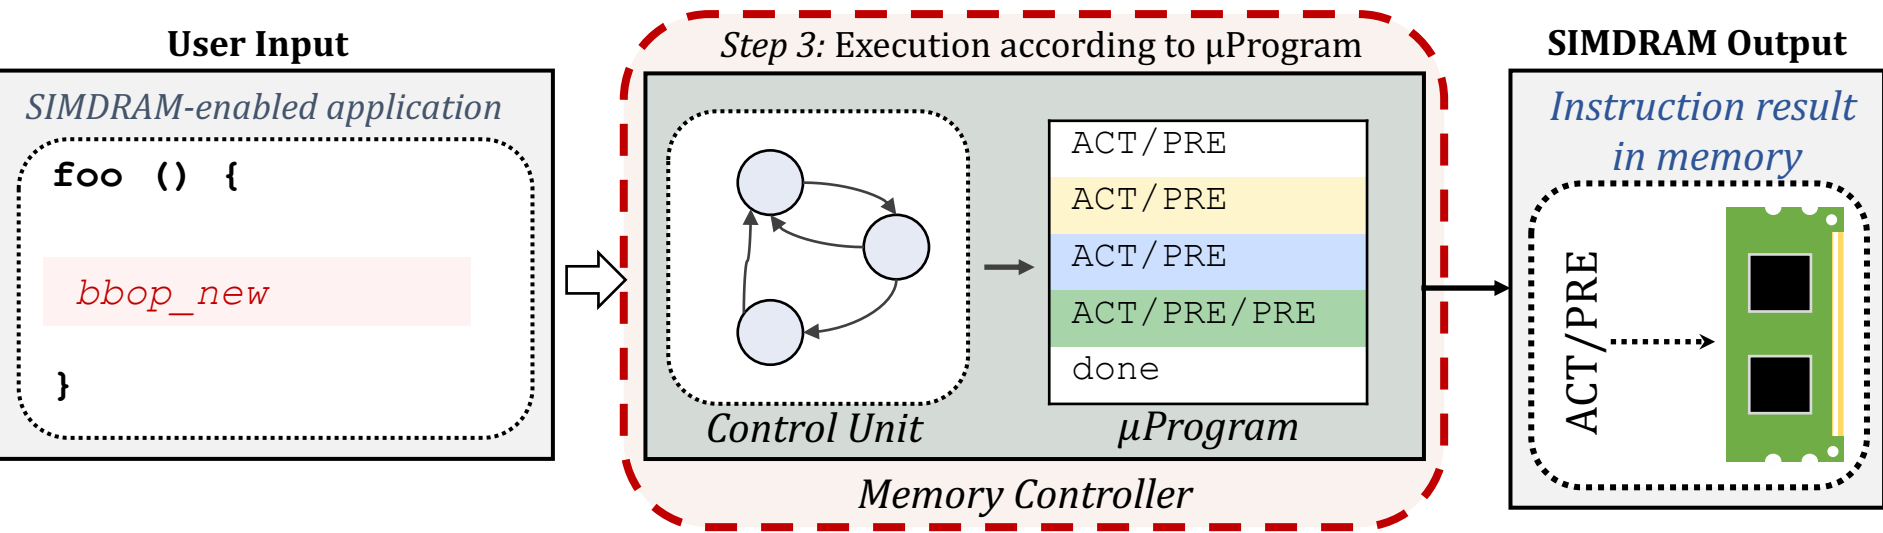 User Input
SIMDRAM-enabled application
foo () {
bbop_new
}
Step 3: Execution according to μProgram
Control Unit
ACT/PRE
ACT/PRE
ACT/PRE
ACT/PRE/PRE
done
μProgram
Memory Controller
SIMDRAM Output
Instruction result
in memory
ACT/PRE